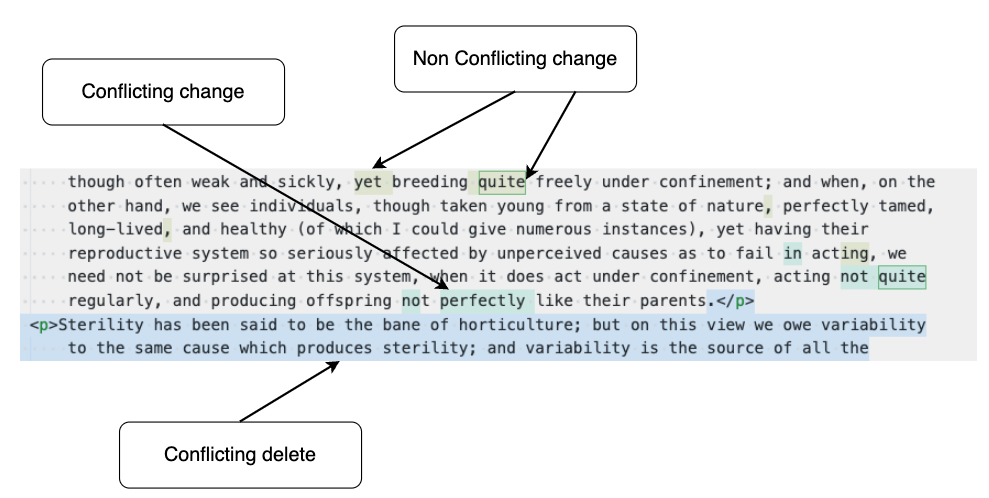 Non Conflicting change
Conflicting change
though often weak and sickly, yet breeding quite freely under confinement; and when, on the
other hand, we see individuals, though taken young from a state of nature, perfectly tamed,
long-lived, and healthy (of which I could give numerous instances), yet having their
reproductive system so seriously affected by unperceived causes as to fail in acting, we
need not be surprised at this system, when it does act under confinement, acting not quite
regularly, and producing offspring not perfectly like their parents.</p>
<p>Sterility has been said to be the bane of horticulture; but on this view we owe variability
to the same cause which produces sterility; and variability is the source of all the
Conflicting delete